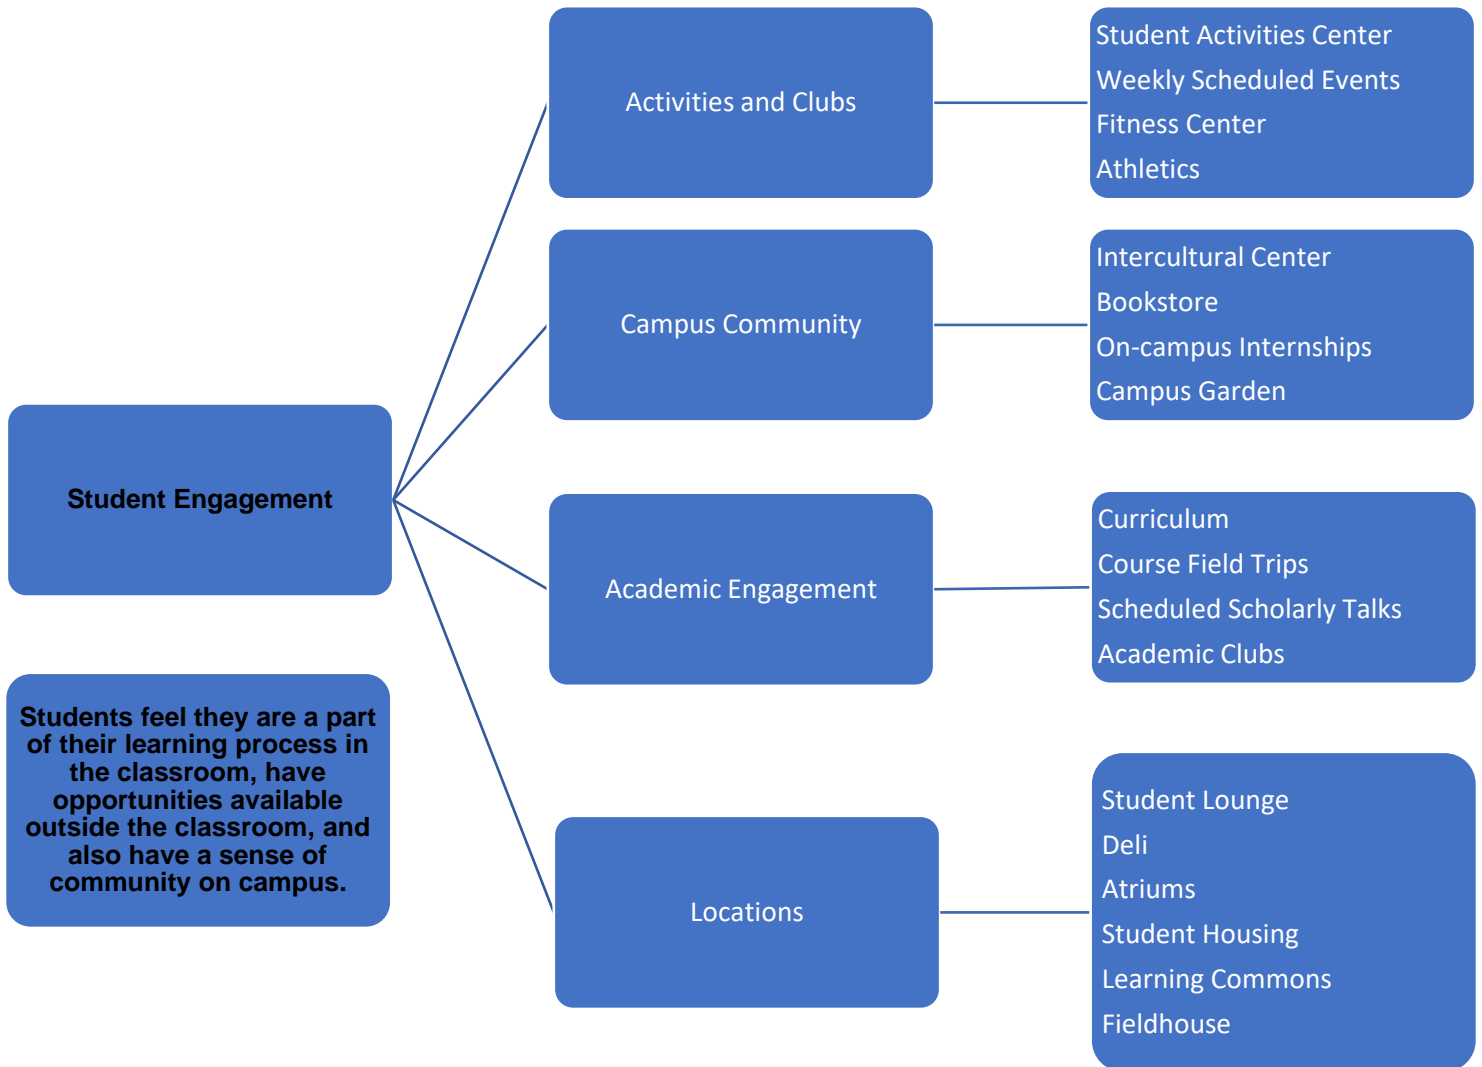 Student Engagement
Students feel they are a part
of their learning process in
the classroom, have
opportunities available
outside the classroom, and
also have a sense of
community on campus.
Activities and Clubs
Student Activities Center
Weekly Scheduled Events
Fitness Center
Athletics
Campus Community
Intercultural Center
Bookstore
On-campus Internships
Campus Garden
Academic Engagement
Curriculum
Course Field Trips
Scheduled Scholarly Talks
Academic Clubs
Locations
Student Lounge
Deli
Atriums
Student Housing
Learning Commons
Fieldhouse